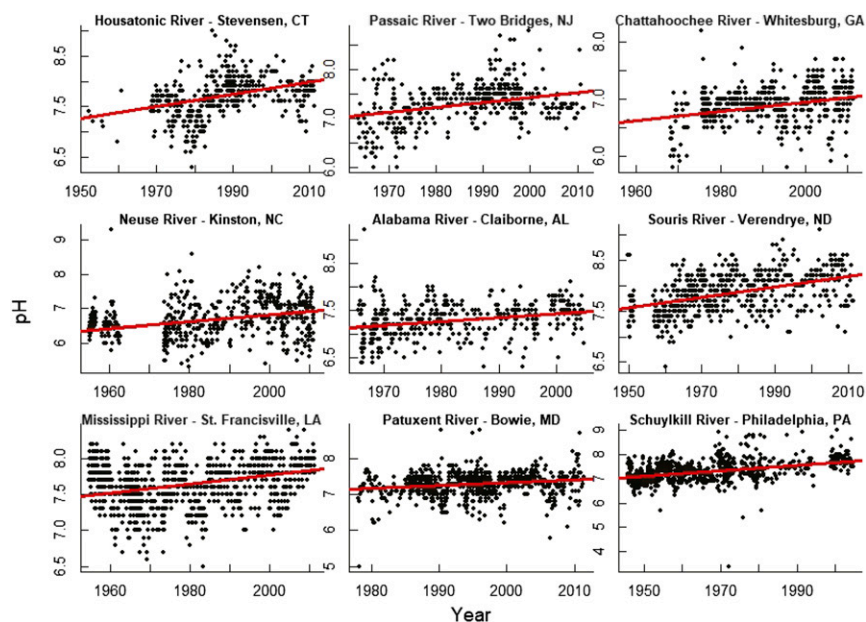 Housatonic River - Stevensen, CT
Passaic River - Two Bridges, NJ
Chattahoochee River - Whitesburg, GA
6.5 7.5 8.5
6.0 7.0 8.0
6.0 7.0 8.0
1950 1970 1990 2010
1970 1980 1990 2000 2010
1960 1980 2000
Neuse River - Kinston, NC
Alabama River - Claiborne, AL
Souris River - Verendrye, ND
pH
6 7 8 9
6.5 7.5 8.5
6.5 7.5 8.5
1960 1980 2000
1970 1980 1990 2000
1950 1970 1990 2010
Mississippi River - St. Francisville, LA
Patuxent River - Bowie, MD
Schuylkill River - Philadelphia, PA
6.5 7.0 7.5 8.0
5 6 7 8
4 6 7 8 9
1960 1980 2000
1980 1990 2000 2010
1950 1960 1970 1980 1990
Year